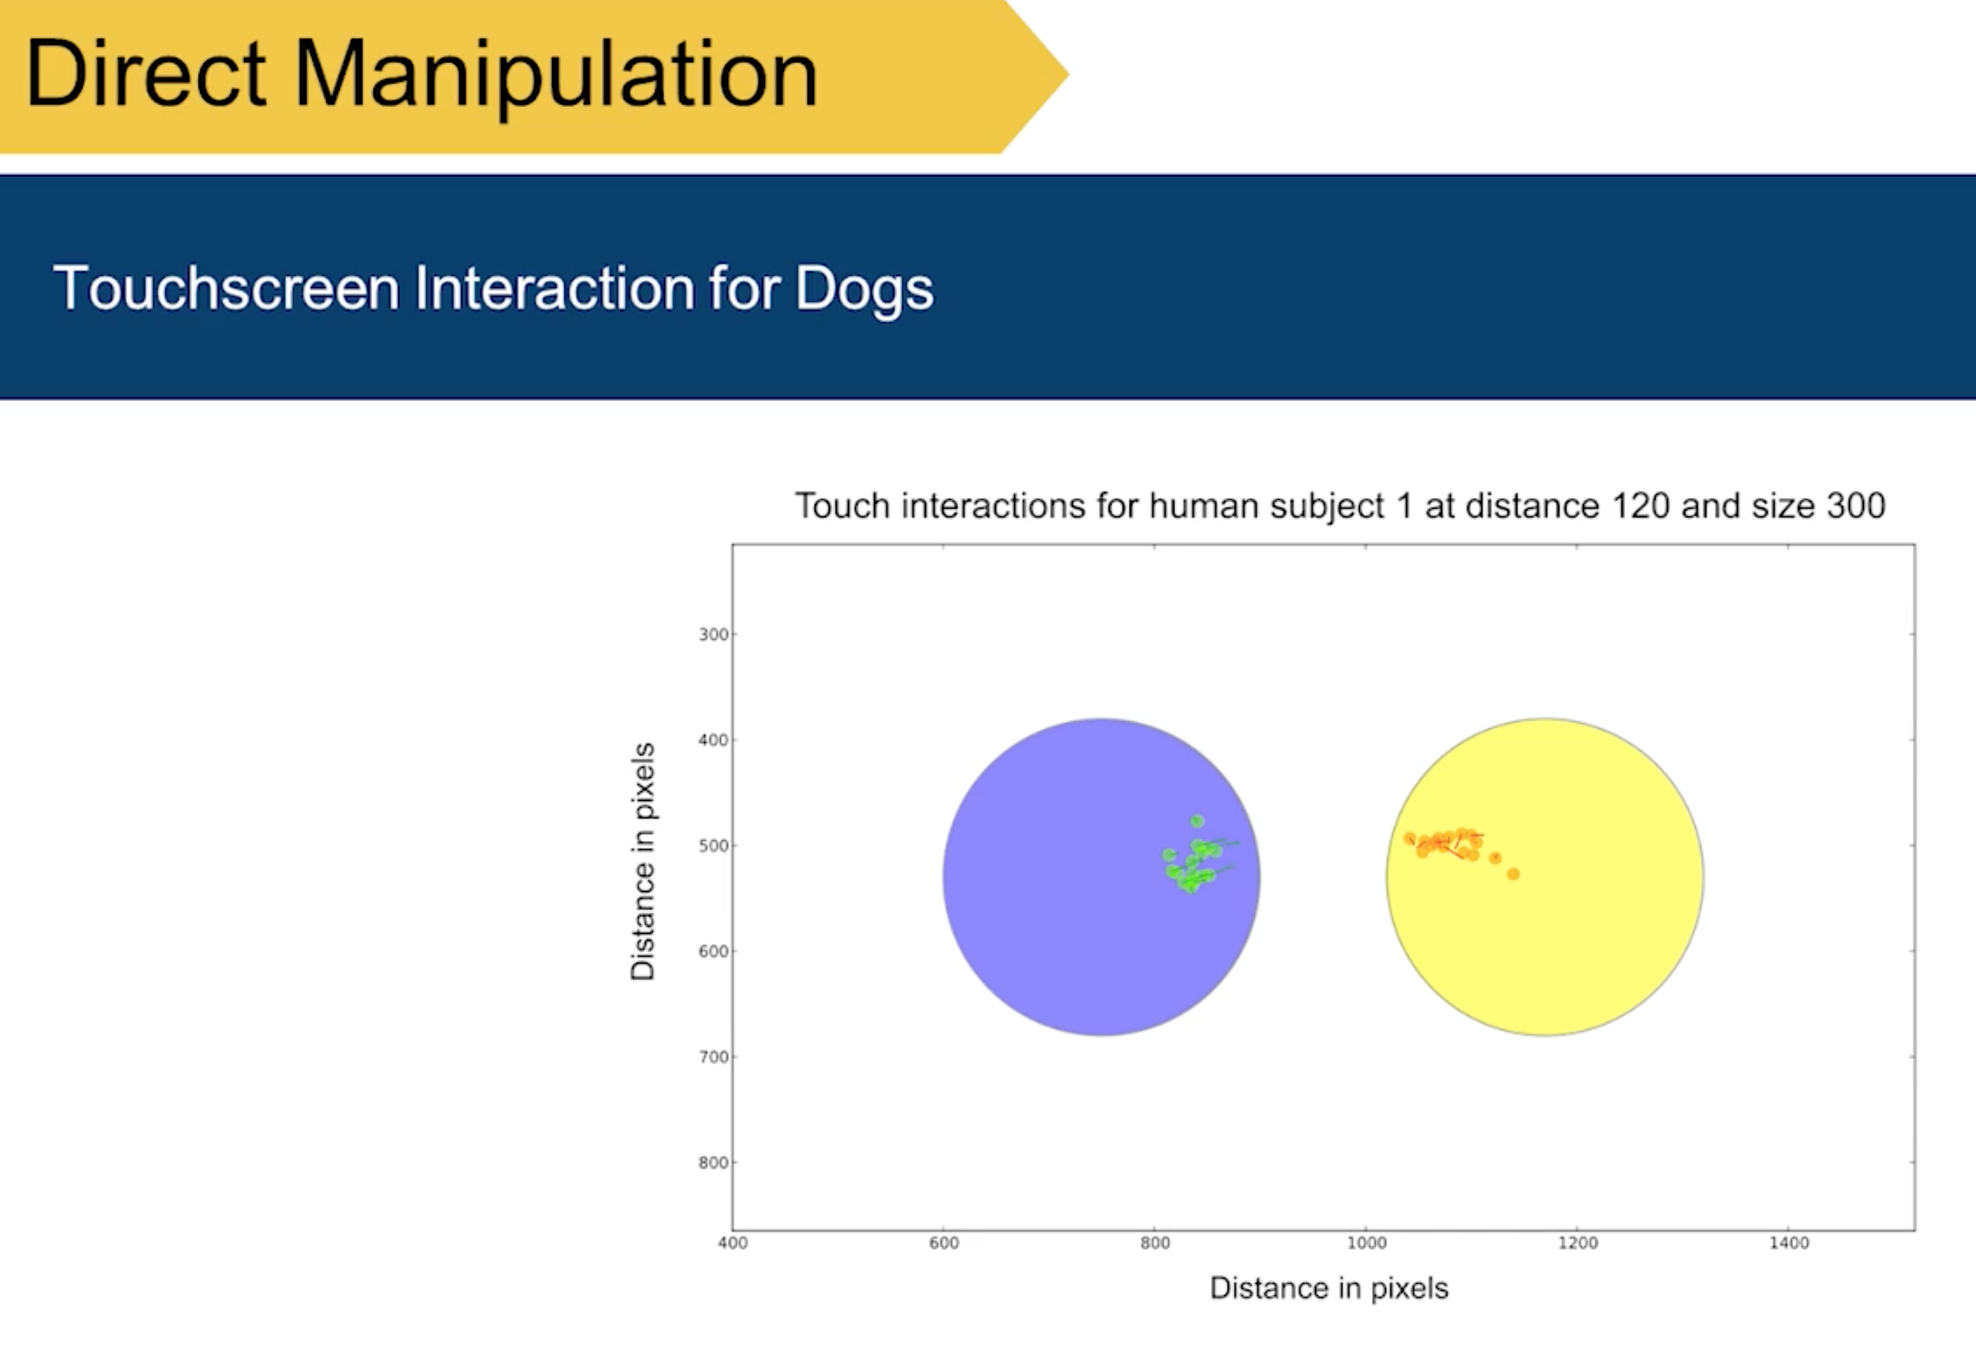 Direct Manipulation
Touchscreen Interaction for Dogs
Touch interactions for human subject 1 at distance 120 and size 300
Distance in pixels
300
400
500
600
700
800
400 600 800 1000 1200 1400
Distance in pixels